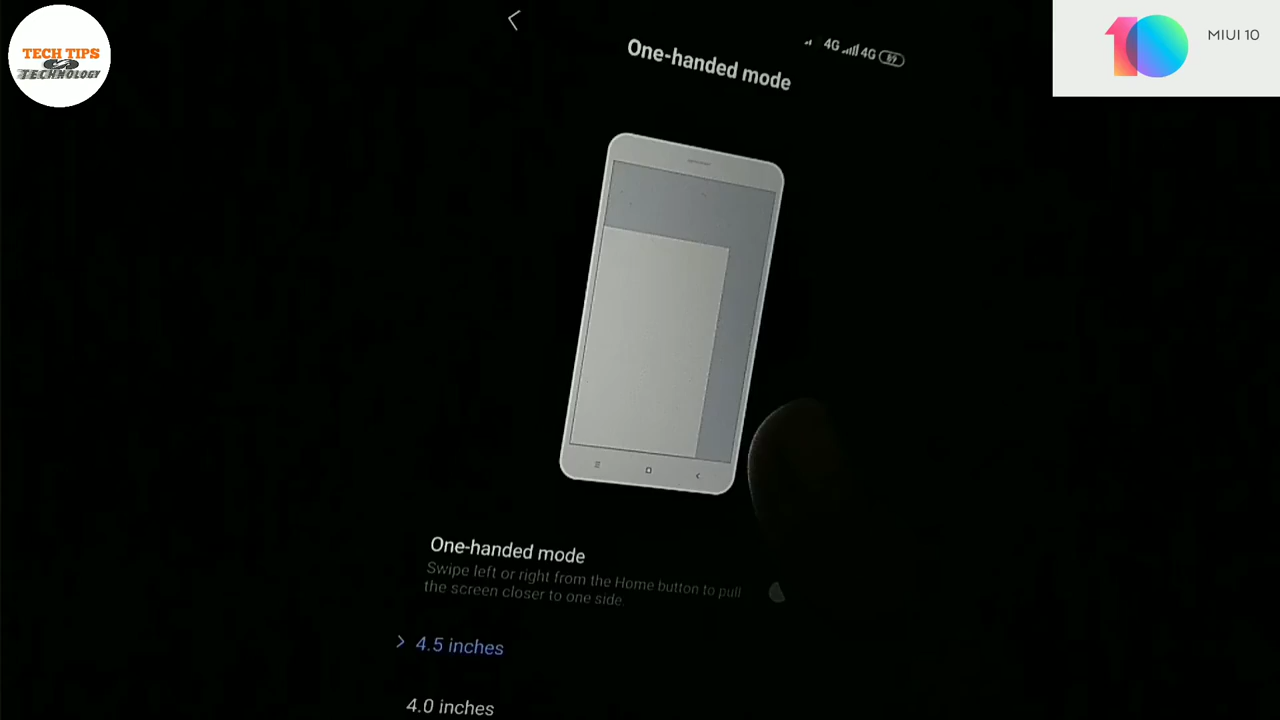 TECH TIPS
TECHNOLOGY
MIUI 10
One-handed mode
4G 4G 69
One-handed mode
Swipe left or right from the Home button to pull
the screen closer to one side.
4.5 inches
4.0 inches